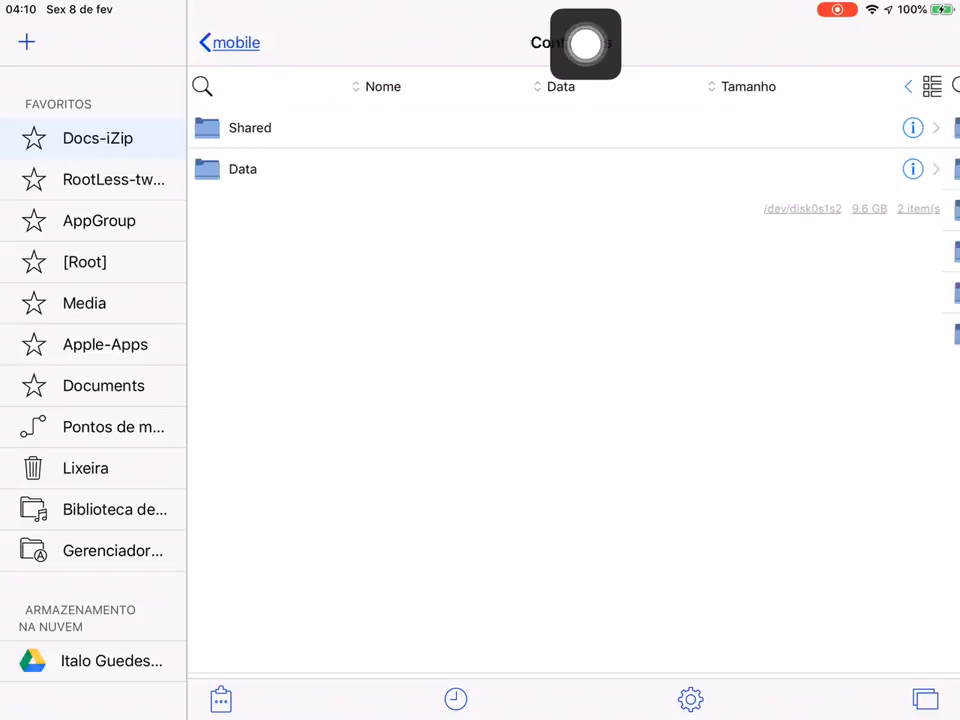 04:10 Sex 8 de fev
100%
mobile
Nome
Data
Tamanho
FAVORITOS
Docs-iZip
RootLess-tw...
AppGroup
[Root]
Media
Apple-Apps
Documents
Pontos de m...
Lixeira
Biblioteca de...
Gerenciador...
ARMAZENAMENTO
NA NUVEM
Italo Guedes...
Shared
Data
/dev/disk0s1s2 9.6 GB 2 item(s